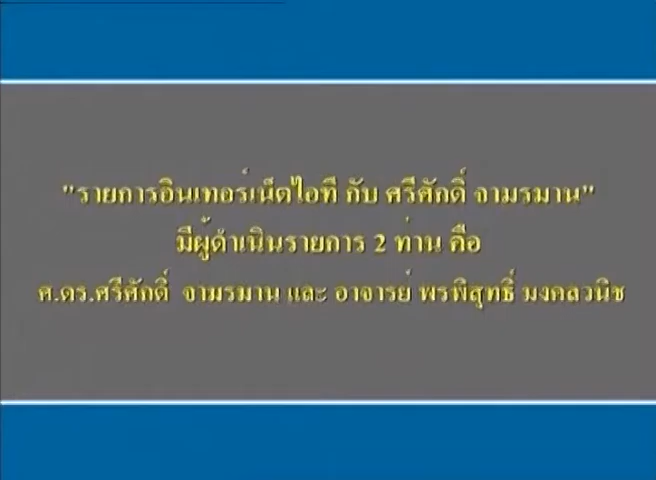 "รายการอินเทอร์เน็ตไอที กับ ศรีศักดิ์ จามรมาน"
มีผู้ดำเนินรายการ 2 ท่าน คือ
ศ.ดร.ศรีศักดิ์ จามรมาน และ อาจารย์ พรพิสุทธิ์ มงคลวนิช